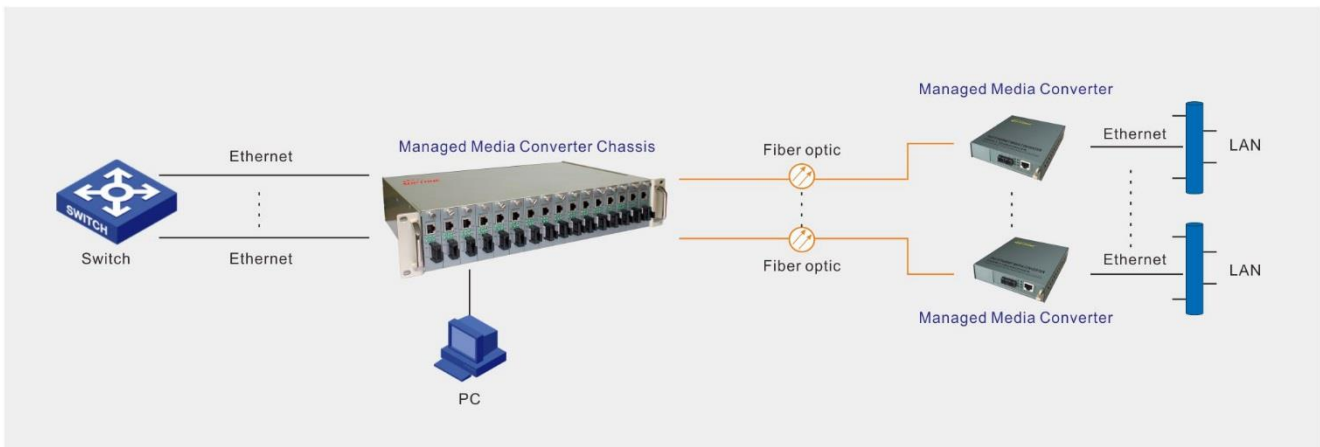 Managed Media Converter
Ethernet
Managed Media Converter Chassis
Fiber optic
Ethernet
LAN
SWITCH
Switch
Ethernet
Fiber optic
Ethernet
LAN
Managed Media Converter
PC